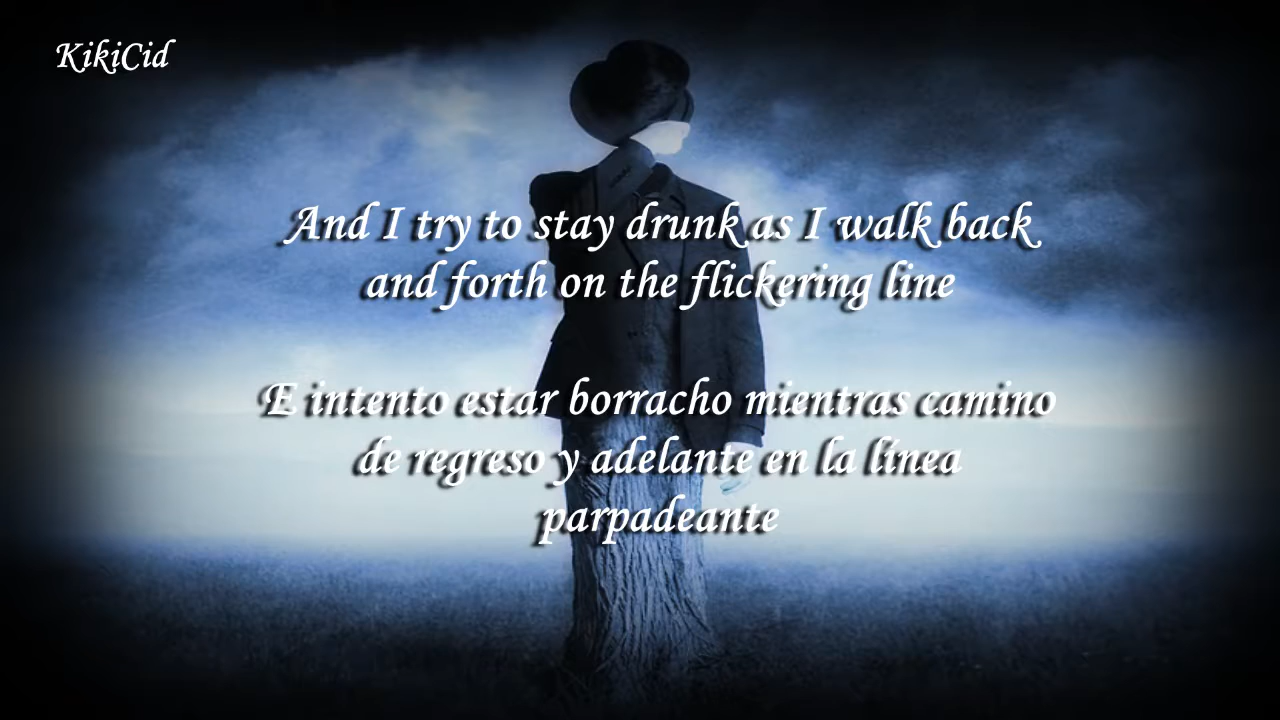 KikiCid
And I try to stay drunk as I walk back
and forth on the flickering line
E intento estar borracho mientras camino
de regreso y adelante en la línea
parpadeante